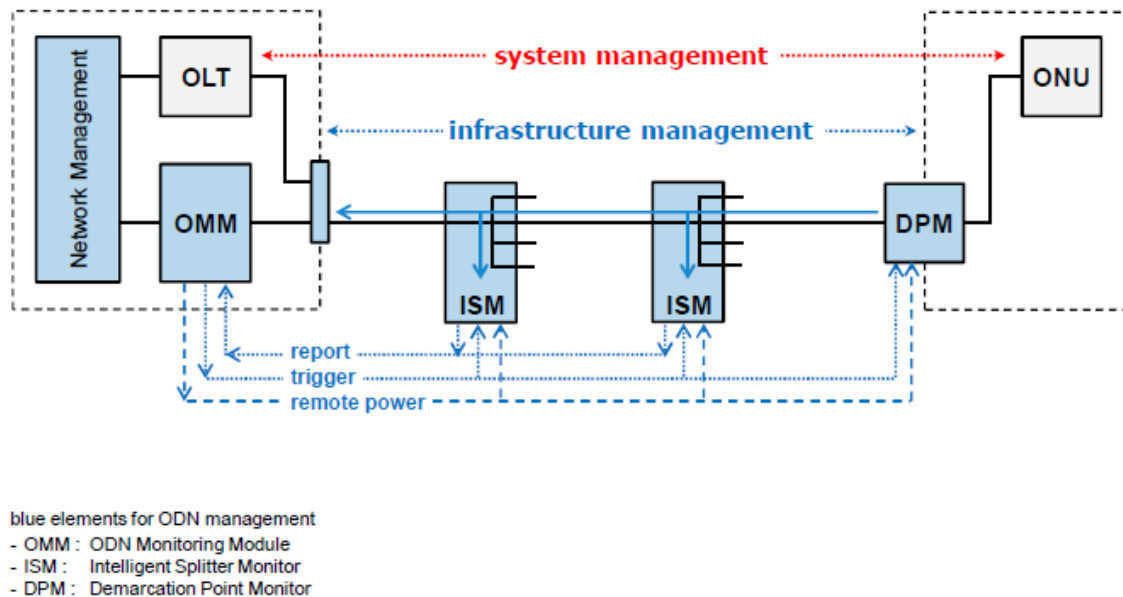 system management
OLT
ONU
Network Management
infrastructure management
OMM
DPM
ISM
ISM
report
trigger
remote power
blue elements for ODN management
- OMM : ODN Monitoring Module
- ISM : Intelligent Splitter Monitor
- DPM : Demarcation Point Monitor